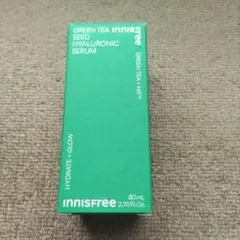 GREEN TEA
SEED
HYALURONIC
SERUM
INNISFREE
GREEN TEA + HA™
HYDRATE + GLOW
INNISFREE
80mL
2.70 Fl. Oz.